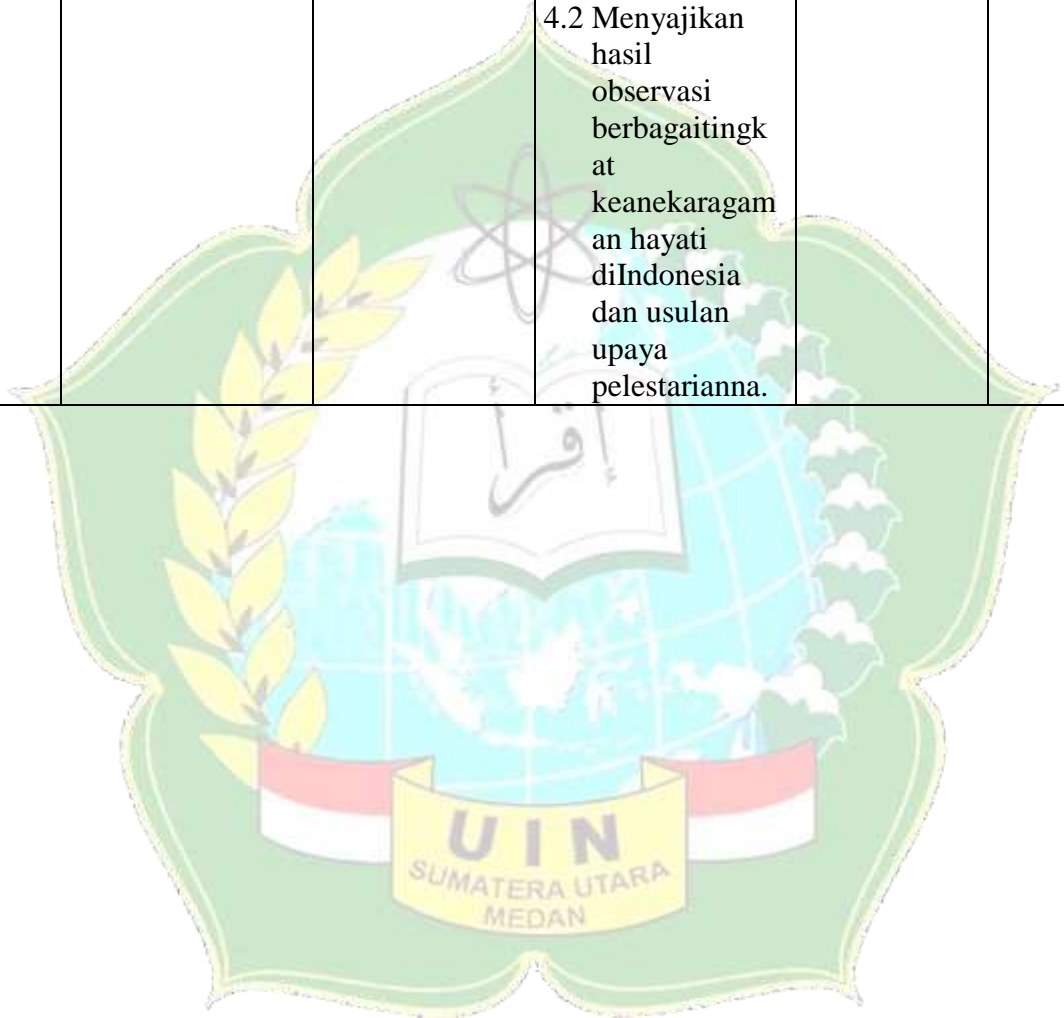 4.2 Menyajikan
hasil
observasi
berbagaitingk
at
keanekaragam
an hayati
diIndonesia
dan usulan
upaya
pelestarianna.
إقرأ
UIN
SUMATERA UTARA
MEDAN